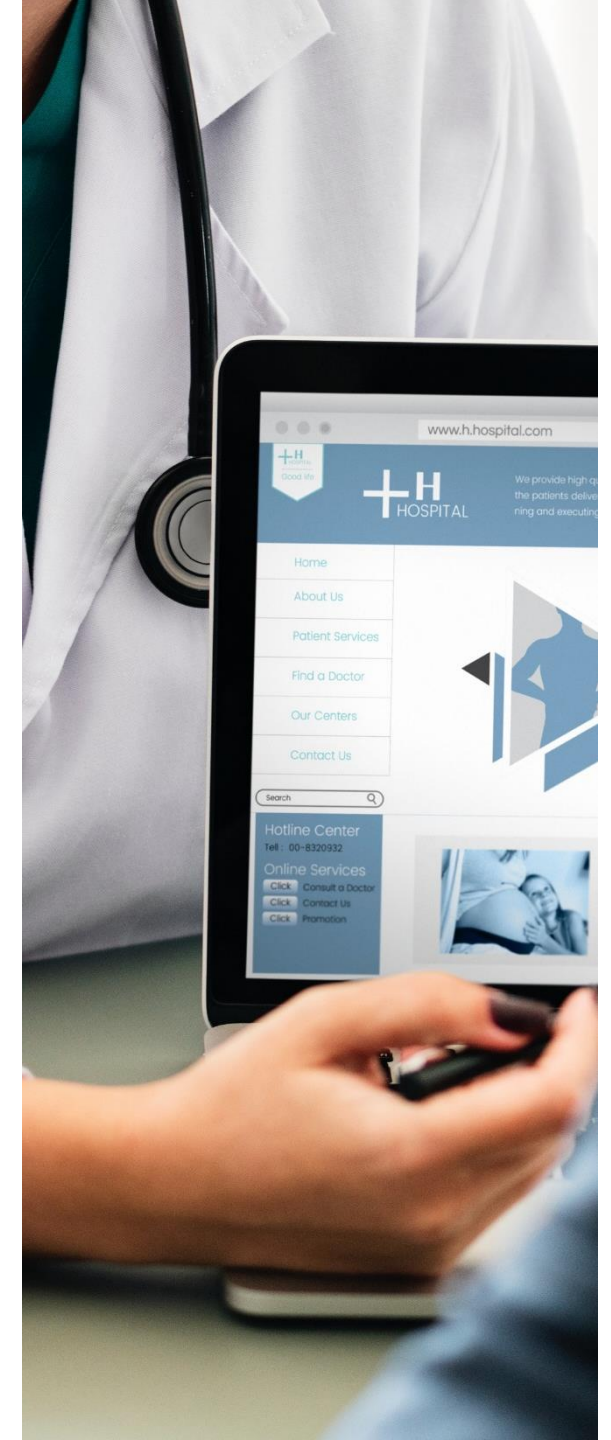 www.h.hospital.com
H
HOSPITAL
Good life
H
HOSPITAL
We provide high
the patients
ning and executing
Home
About Us
Patient Services
Find a Doctor
Our Centers
Contact Us
Search
Hotline Center
Tell : 00-8320932
Online Services
Click Consult a Doctor
Click Contact Us
Click Promotion